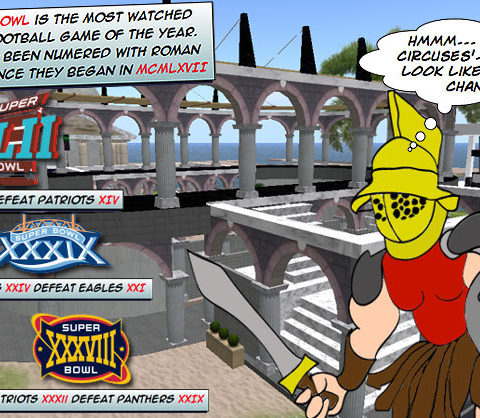 OWL IS THE MOST WATCHED
OOTBALL GAME OF THE YEAR.
BEEN NUMERED WITH ROMAN
NCE THEY BEGAN IN MCMLXVII
SUPER
LII
BOWL
DEFEAT PATRIOTS XIV
SUPER BOWL
XXXIX
S XXIV DEFEAT EAGLES XXI
SUPER
XXXVIII
BOWL
TRIOTS XXXII DEFEAT PANTHERS XXIX
HMMM...
CIRCUSES'.
LOOK LIKE
CHAN